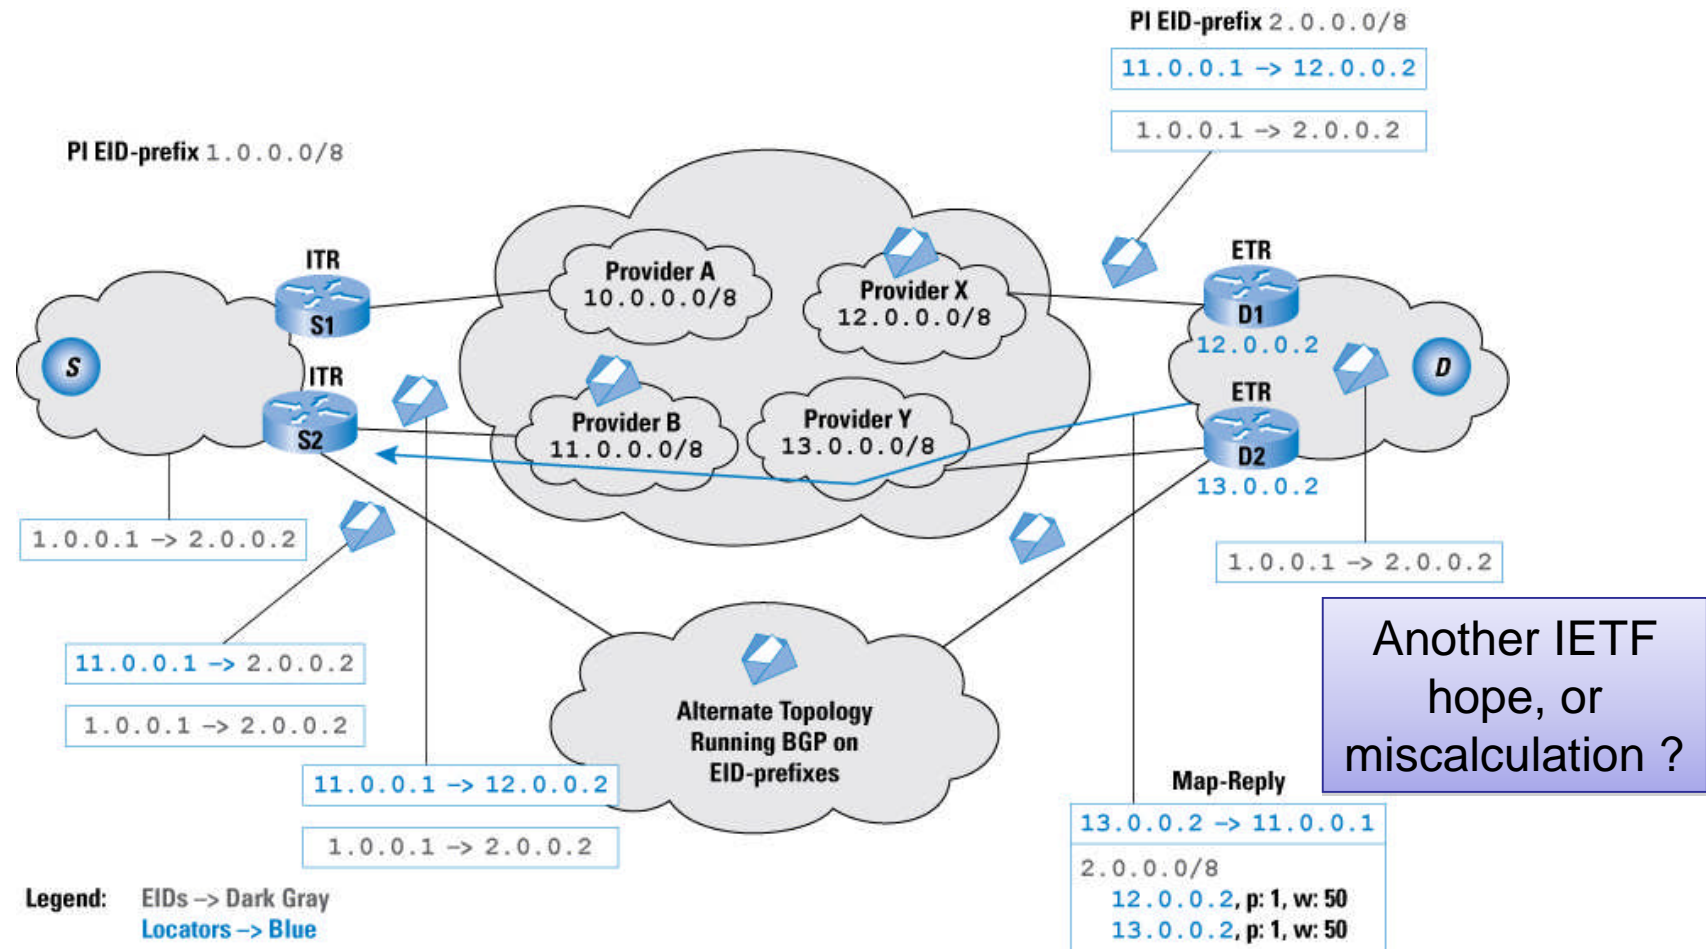 PI EID-prefix 2.0.0.0/8
11.0.0.1 –> 12.0.0.2
1.0.0.1 –> 2.0.0.2
PI EID-prefix 1.0.0.0/8
ITR
S1
Provider A
10.0.0.0/8
Provider X
12.0.0.0/8
ETR
D1
12.0.0.2
S
ITR
S2
Provider B
11.0.0.0/8
Provider Y
13.0.0.0/8
ETR
D2
13.0.0.2
D
1.0.0.1 –> 2.0.0.2
1.0.0.1 –> 2.0.0.2
11.0.0.1 –> 2.0.0.2
1.0.0.1 –> 2.0.0.2
11.0.0.1 –> 12.0.0.2
1.0.0.1 –> 2.0.0.2
Alternate Topology
Running BGP on
EID-prefixes
Another IETF
hope, or
miscalculation ?
Map-Reply
13.0.0.2 –> 11.0.0.1
2.0.0.0/8
12.0.0.2, p: 1, w: 50
13.0.0.2, p: 1, w: 50
Legend: EIDs –> Dark Gray
Locators –> Blue